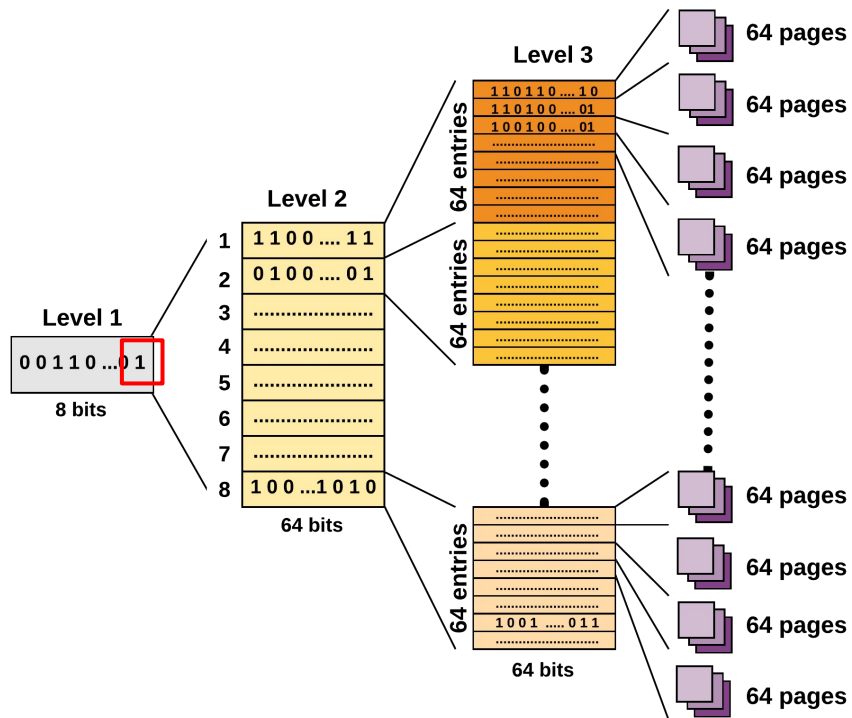 Level 1
0 0 1 1 0 ...0 1
8 bits
Level 2
1
1 1 0 0 .... 1 1
2
0 1 0 0 .... 0 1
3
......................
4
......................
5
......................
6
......................
7
......................
8
1 0 0 ...1 0 1 0
64 bits
Level 3
64 entries
1 1 0 1 1 0 .... 1 0
1 1 0 1 0 0 .... 01
1 0 0 1 0 0 .... 01
..........................
..........................
..........................
..........................
..........................
64 entries
..........................
..........................
..........................
..........................
..........................
..........................
..........................
..........................
64 entries
..........................
..........................
..........................
..........................
..........................
..........................
1 0 0 1 ..... 0 1 1
..........................
64 bits
64 pages
64 pages
64 pages
64 pages
64 pages
64 pages
64 pages
64 pages